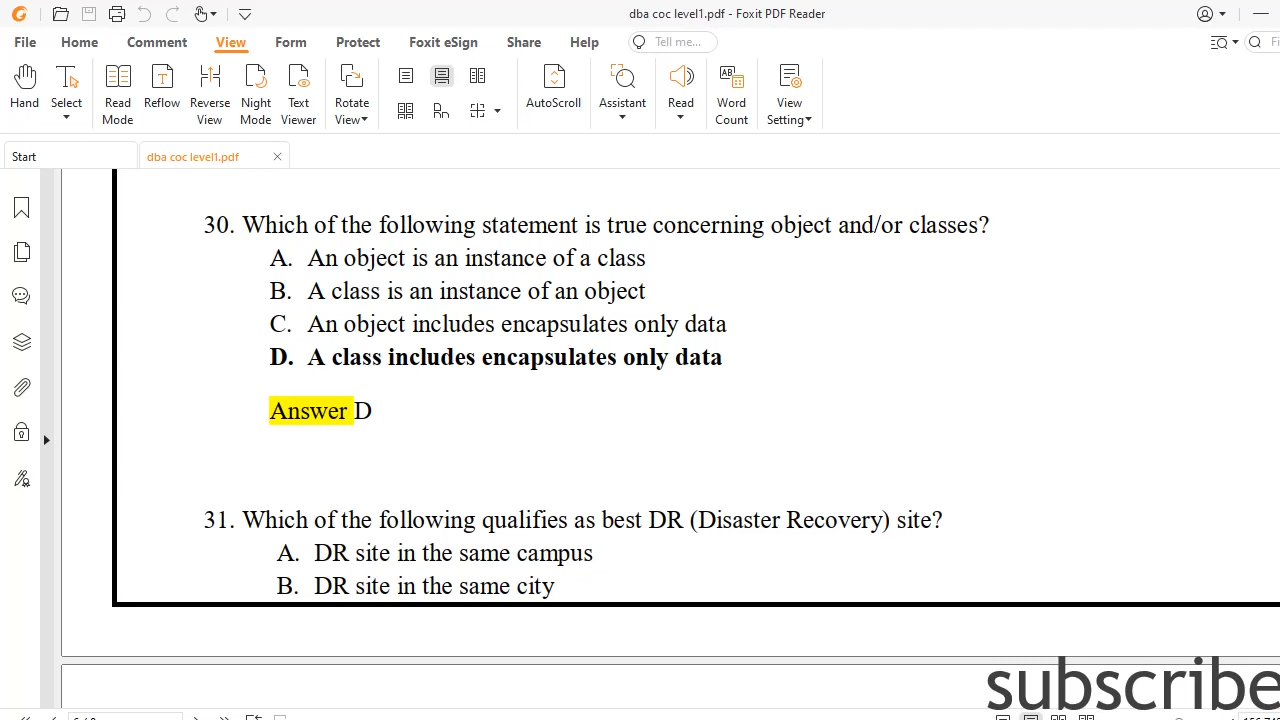 dba coc level1.pdf - Foxit PDF Reader
File Home Comment View Form Protect Foxit eSign Share Help Tell me... Fi
Hand Select Read Mode Reflow Reverse View Night Mode Text Viewer Rotate View AutoScroll Assistant Read Word Count View Setting
Start dba coc level1.pdf
30. Which of the following statement is true concerning object and/or classes?
A. An object is an instance of a class
B. A class is an instance of an object
C. An object includes encapsulates only data
D. A class includes encapsulates only data
Answer D
31. Which of the following qualifies as best DR (Disaster Recovery) site?
A. DR site in the same campus
B. DR site in the same city
subscribe